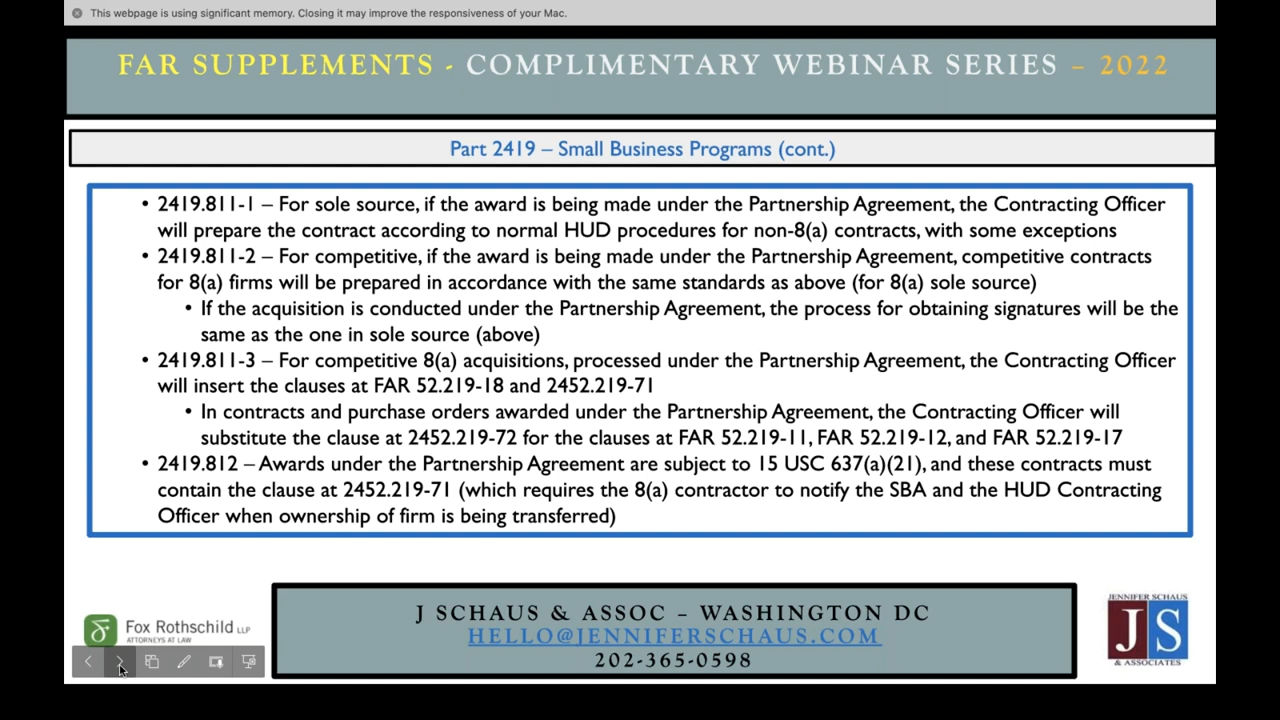 This webpage is using significant memory. Closing it may improve the responsiveness of your Mac.
FAR SUPPLEMENTS - COMPLIMENTARY WEBINAR SERIES – 2022
Part 2419 – Small Business Programs (cont.)
• 2419.811-1 – For sole source, if the award is being made under the Partnership Agreement, the Contracting Officer
will prepare the contract according to normal HUD procedures for non-8(a) contracts, with some exceptions
• 2419.811-2 – For competitive, if the award is being made under the Partnership Agreement, competitive contracts
for 8(a) firms will be prepared in accordance with the same standards as above (for 8(a) sole source)
• If the acquisition is conducted under the Partnership Agreement, the process for obtaining signatures will be the
same as the one in sole source (above)
• 2419.811-3 – For competitive 8(a) acquisitions, processed under the Partnership Agreement, the Contracting Officer
will insert the clauses at FAR 52.219-18 and 2452.219-71
• In contracts and purchase orders awarded under the Partnership Agreement, the Contracting Officer will
substitute the clause at 2452.219-72 for the clauses at FAR 52.219-11, FAR 52.219-12, and FAR 52.219-17
• 2419.812 – Awards under the Partnership Agreement are subject to 15 USC 637(a)(21), and these contracts must
contain the clause at 2452.219-71 (which requires the 8(a) contractor to notify the SBA and the HUD Contracting
Officer when ownership of firm is being transferred)
Fox Rothschild LLP
ATTORNEYS AT LAW
J SCHAUS & ASSOC – WASHINGTON DC
HELLO@JENNIFERSCHAUS.COM
202-365-0598
JENNIFER SCHAUS
JS
& ASSOCIATES